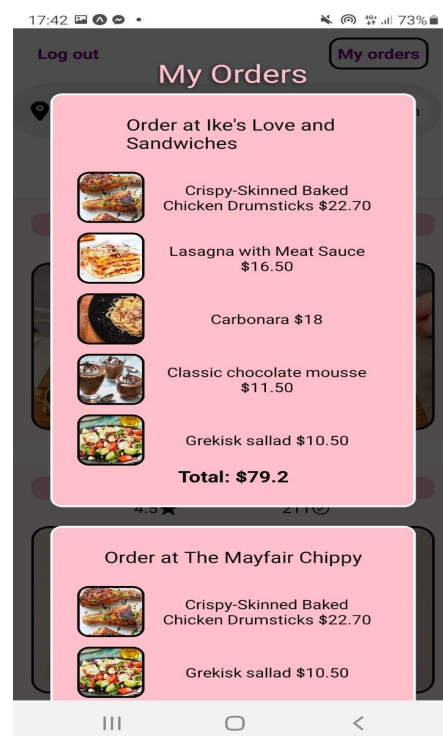 17:42
4G+ 73%
Log out
My orders
My Orders
Order at Ike's Love and
Sandwiches
Crispy-Skinned Baked
Chicken Drumsticks $22.70
Lasagna with Meat Sauce
$16.50
Carbonara $18
Classic chocolate mousse
$11.50
Grekisk sallad $10.50
Total: $79.2
4.5★ 211
Order at The Mayfair Chippy
Crispy-Skinned Baked
Chicken Drumsticks $22.70
Grekisk sallad $10.50